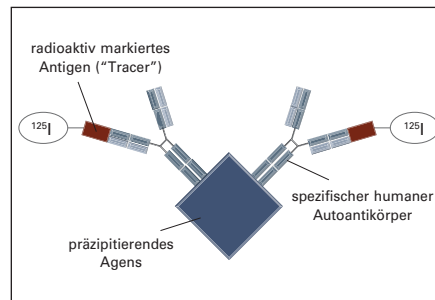 radioaktiv markiertes
Antigen (“Tracer”)
125I
125I
spezifischer humaner
Autoantikörper
präzipitierendes
Agens